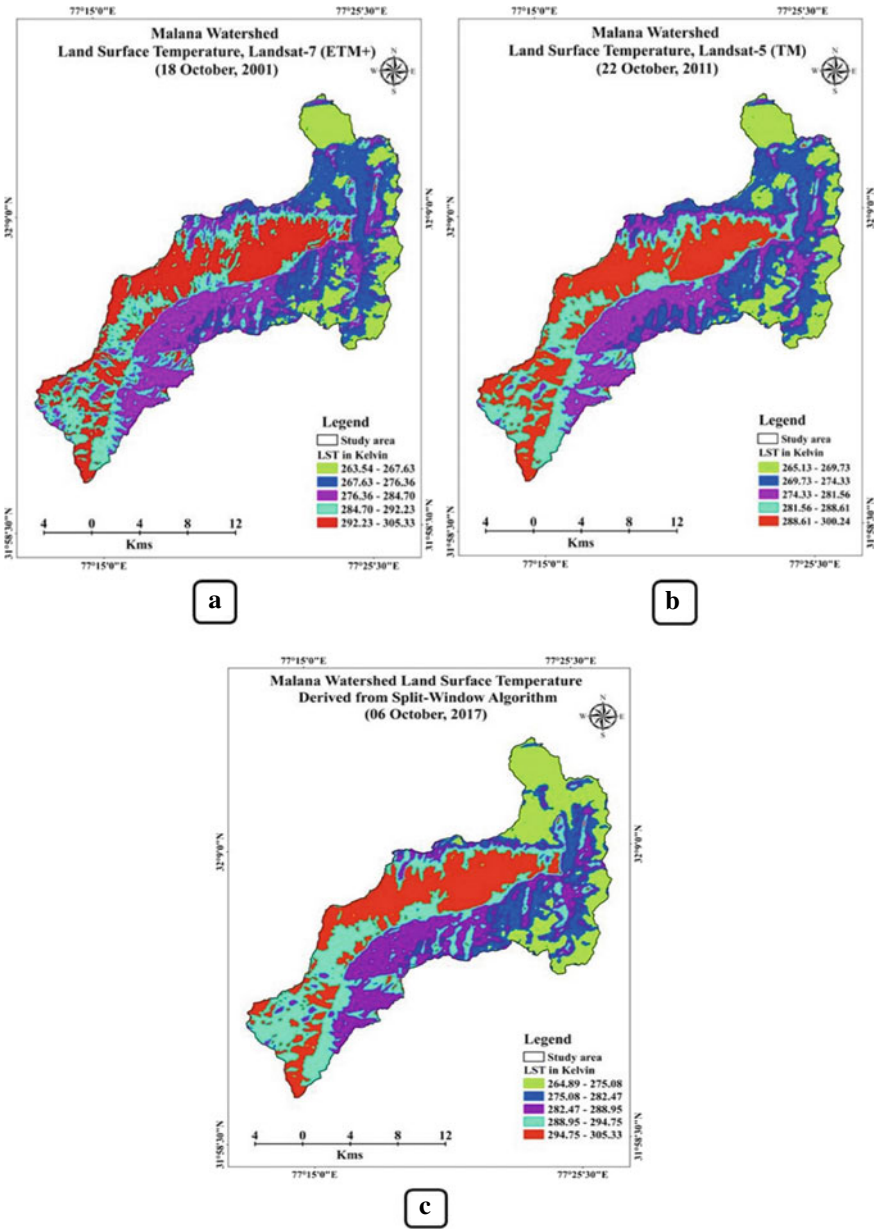 77°15'0"E 77°25'30"E
Malana Watershed
Land Surface Temperature, Landsat-7 (ETM+)
(18 October, 2001)
N
W E
S
32°9'0"N
32°9'0"N
Legend
Study area
LST in Kelvin
263.54 - 267.63
267.63 - 276.36
276.36 - 284.70
284.70 - 292.23
292.23 - 305.33
4 0 4 8 12
Kms
31°58'30"N
31°58'30"N
77°15'0"E 77°25'30"E
a
77°15'0"E 77°25'30"E
Malana Watershed
Land Surface Temperature, Landsat-5 (TM)
(22 October, 2011)
N
W E
S
32°9'0"N
Legend
Study area
LST in Kelvin
265.13 - 269.73
269.73 - 274.33
274.33 - 281.56
281.56 - 288.61
288.61 - 300.24
4 0 4 8 12
Kms
31°58'30"N
77°15'0"E 77°25'30"E
b
77°15'0"E 77°25'30"E
Malana Watershed Land Surface Temperature
Derived from Split-Window Algorithm
(06 October, 2017)
N
W E
S
32°9'0"N
32°9'0"N
Legend
Study area
LST in Kelvin
264.89 - 275.08
275.08 - 282.47
282.47 - 288.95
288.95 - 294.75
294.75 - 305.33
4 0 4 8 12
Kms
31°58'30"N
31°58'30"N
77°15'0"E 77°25'30"E
c